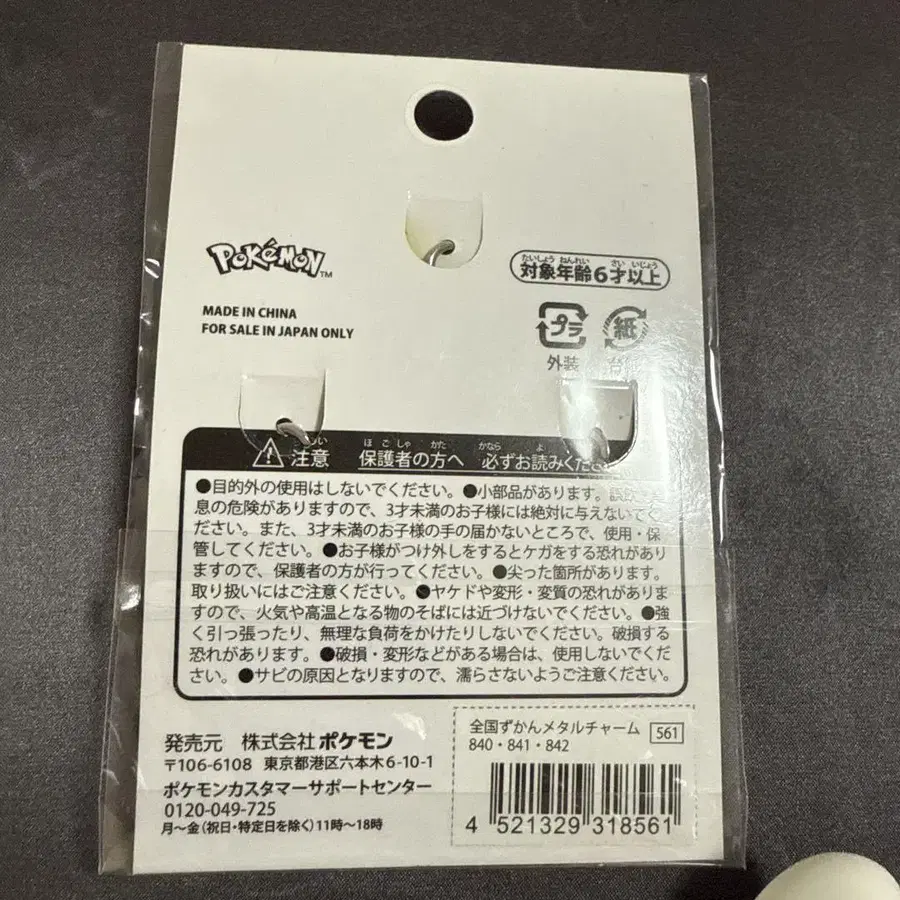 Pokémon™
たいしょう ねんれい さい いじょう
対象年齢6才以上
MADE IN CHINA
FOR SALE IN JAPAN ONLY
プラ
外装
紙
ほごしゃ かた かなら よ
注意 保護者の方へ 必ずお読みくだ
●目的外の使用はしないでください。●小部品があります。
息の危険がありますので、3才未満のお子様には絶対に与えないでく
ださい。また、3才未満のお子様の手の届かないところで、使用・保
管してください。●お子様がつけ外しをするとケガをする恐れがあり
ますので、保護者の方が行ってください。●尖った箇所があります。
取り扱いにはご注意ください。●ヤケドや変形・変質の恐れがありま
すので、火気や高温となる物のそばには近づけないでください。●強
く引っ張ったり、無理な負荷をかけたりしないでください。破損する
恐れがあります。●破損・変形などがある場合は、使用しないでくだ
さい。●サビの原因となりますので、濡らさないようご注意ください。
発売元 株式会社ポケモン
〒106-6108 東京都港区六本木6-10-1
ポケモンカスタマーサポートセンター
0120-049-725
月〜金(祝日・特定日を除く)11時〜18時
全国ずかんメタルチャーム 561
840・841・842
4 521329 318561